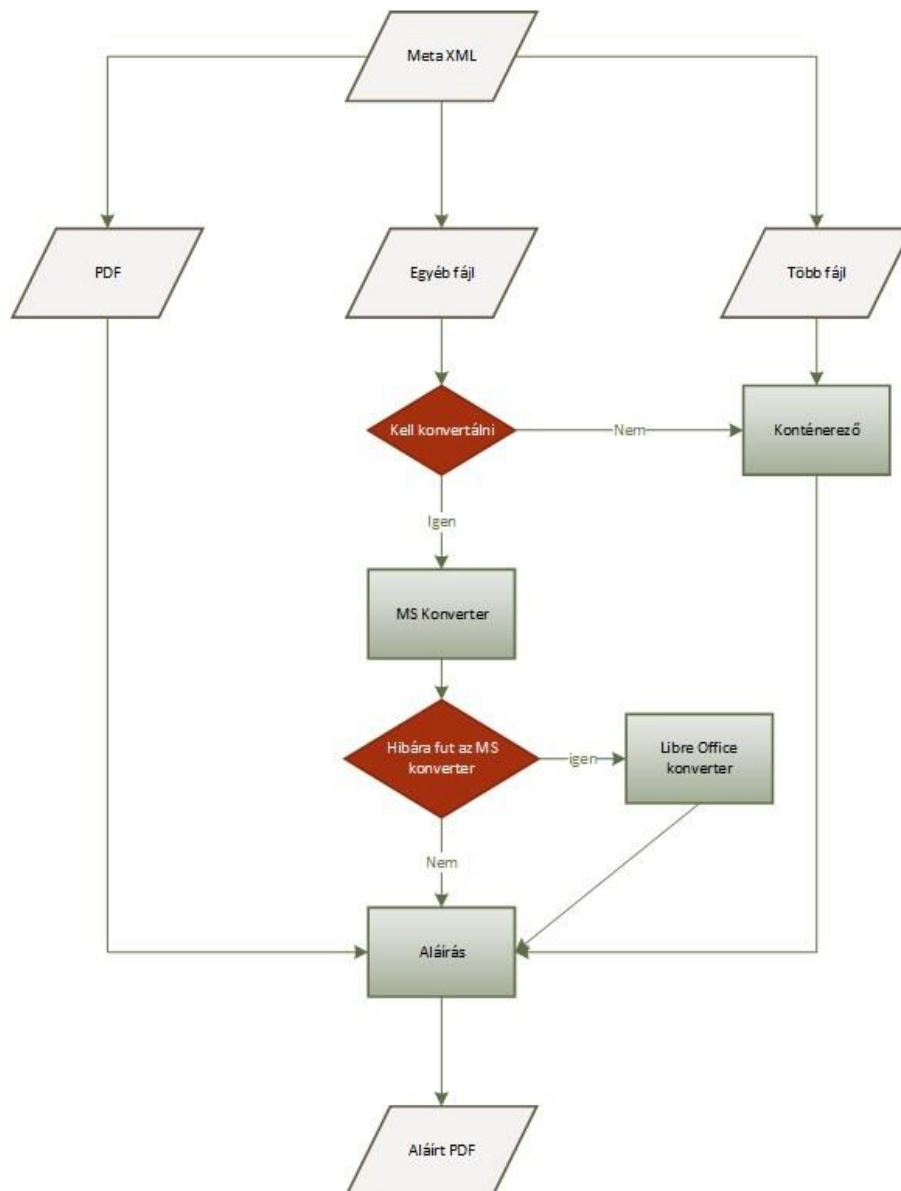 Meta XML
PDF
Egyéb fájl
Több fájl
Kell konvertálni
Nem
Konténerező
Igen
MS Konverter
Hibára fut az MS
konverter
igen
Libre Office
konverter
Nem
Aláírás
Aláírt PDF